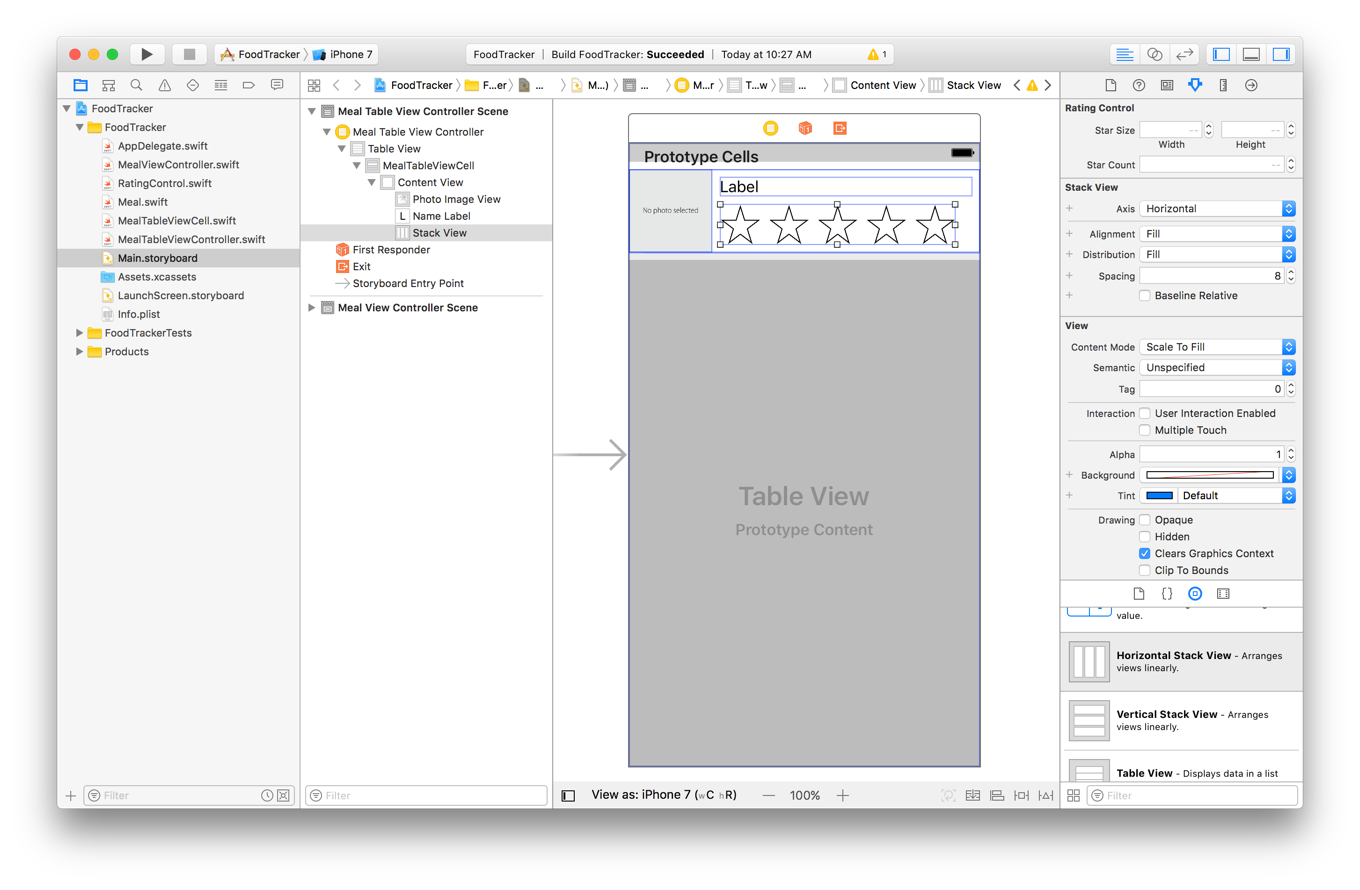 FoodTracker iPhone 7
FoodTracker | Build FoodTracker: Succeeded | Today at 10:27 AM 1
FoodTracker F...er ... M...) ... M...r T...w ... Content View Stack View
FoodTracker
FoodTracker
AppDelegate.swift
MealViewController.swift
RatingControl.swift
Meal.swift
MealTableViewCell.swift
MealTableViewController.swift
Main.storyboard
Assets.xcassets
LaunchScreen.storyboard
Info.plist
FoodTrackerTests
Products
Filter
Meal Table View Controller Scene
Meal Table View Controller
Table View
MealTableViewCell
Content View
Photo Image View
L Name Label
Stack View
First Responder
Exit
Storyboard Entry Point
Meal View Controller Scene
Filter
Prototype Cells
No photo selected
Label
Table View
Prototype Content
View as: iPhone 7 (wC hR) — 100% +
Rating Control
Star Size -- --
Width Height
Star Count --
Stack View
+ Axis Horizontal
+ Alignment Fill
+ Distribution Fill
+ Spacing 8
+ Baseline Relative
View
Content Mode Scale To Fill
Semantic Unspecified
Tag 0
Interaction User Interaction Enabled
Multiple Touch
Alpha 1
+ Background
+ Tint Default
Drawing Opaque
Hidden
Clears Graphics Context
Clip To Bounds
{}
value.
Horizontal Stack View - Arranges
views linearly.
Vertical Stack View - Arranges
views linearly.
Table View - Displays data in a list
Filter